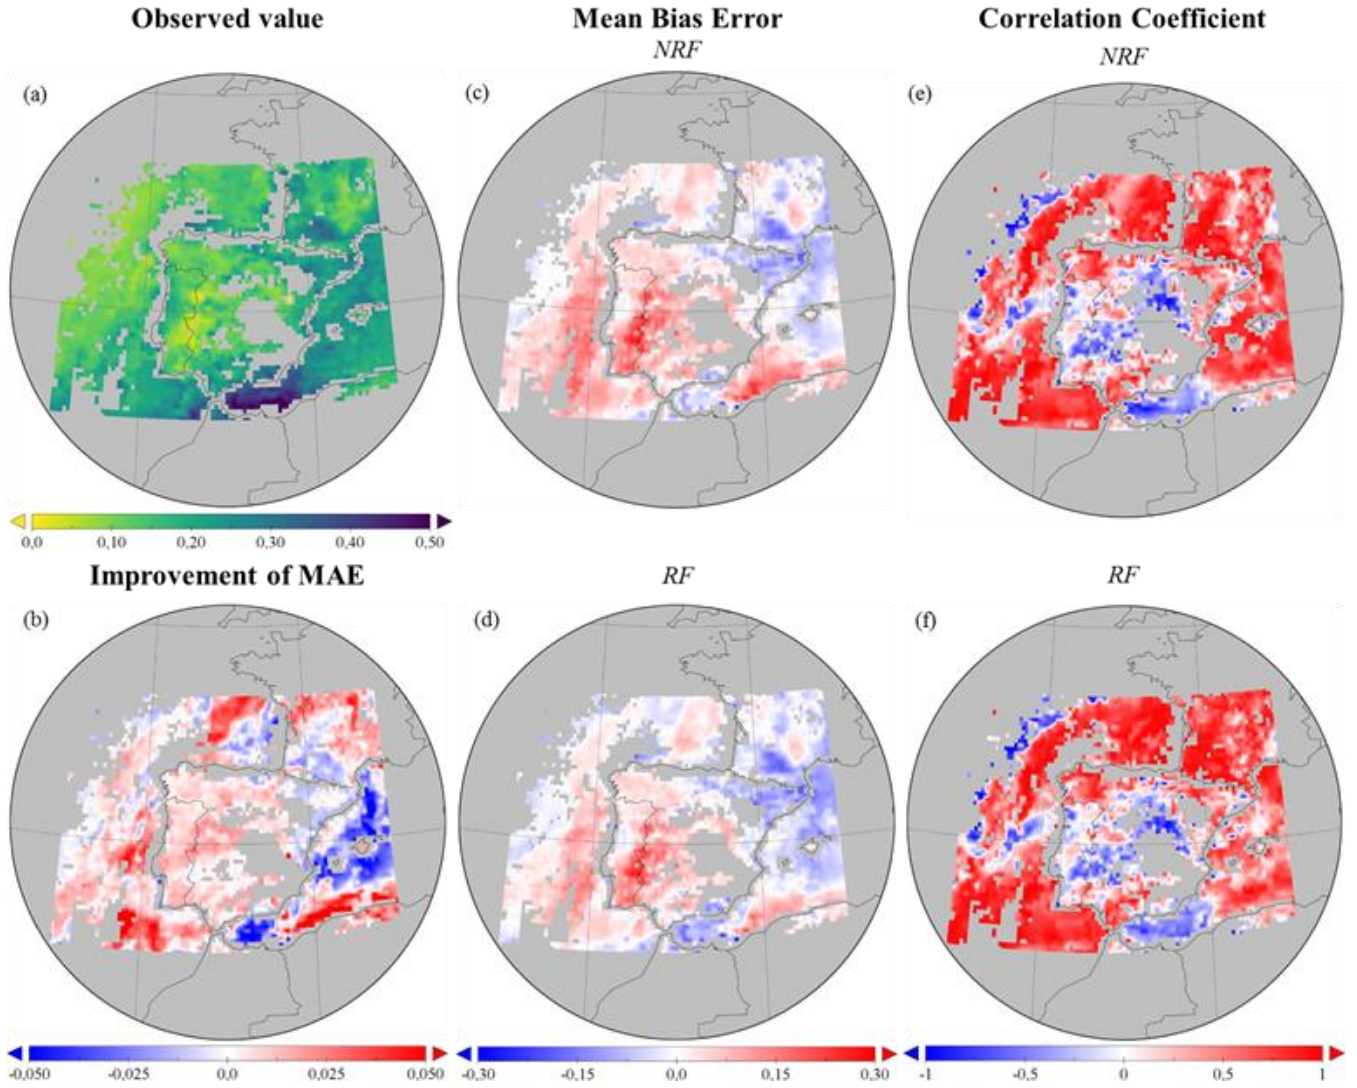 Observed value
Mean Bias Error
Correlation Coefficient
NRF
NRF
(a)
(c)
(e)
0,0 0,10 0,20 0,30 0,40 0,50
Improvement of MAE
RF
RF
(b)
(d)
(f)
-0,050 -0,025 0,0 0,025 0,050
-0,30 0,15 0,0 0,15 0,30
-1 -0,5 0 0,5 1